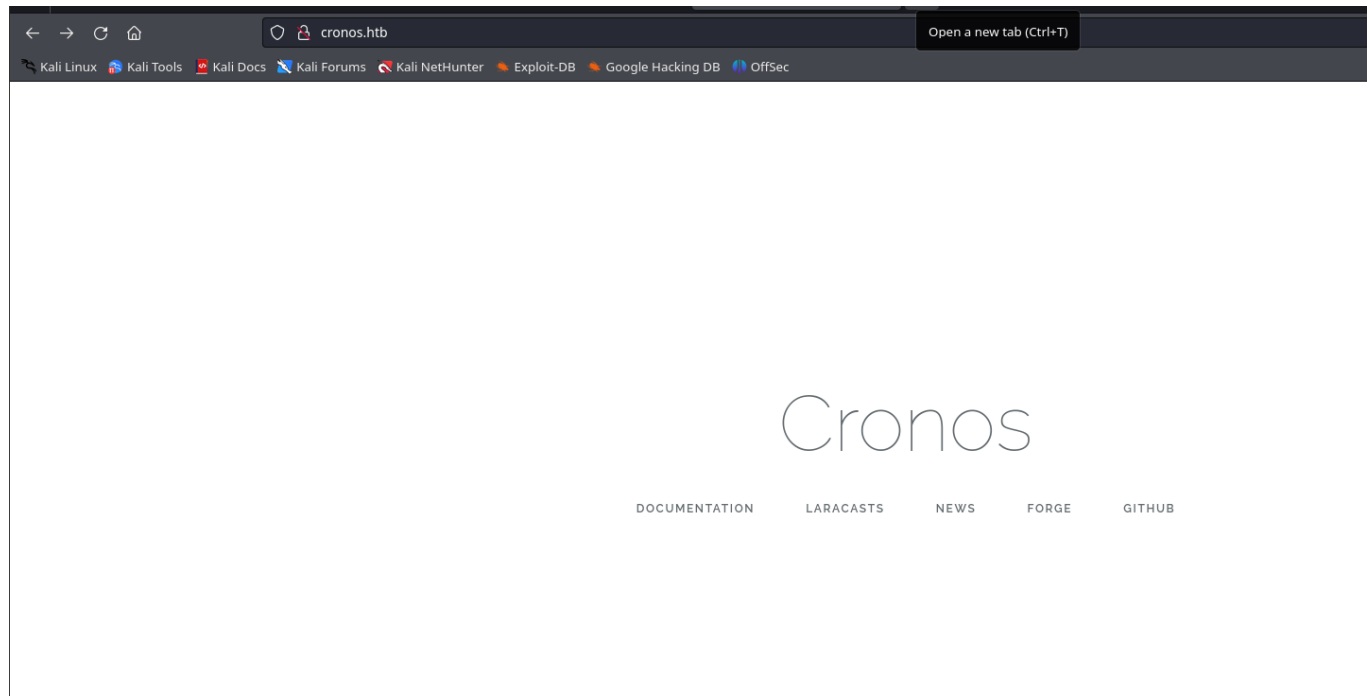 cronos.htb
Open a new tab (Ctrl+T)
Kali Linux Kali Tools Kali Docs Kali Forums Kali NetHunter Exploit-DB Google Hacking DB OffSec
Cronos
DOCUMENTATION LARACASTS NEWS FORGE GITHUB